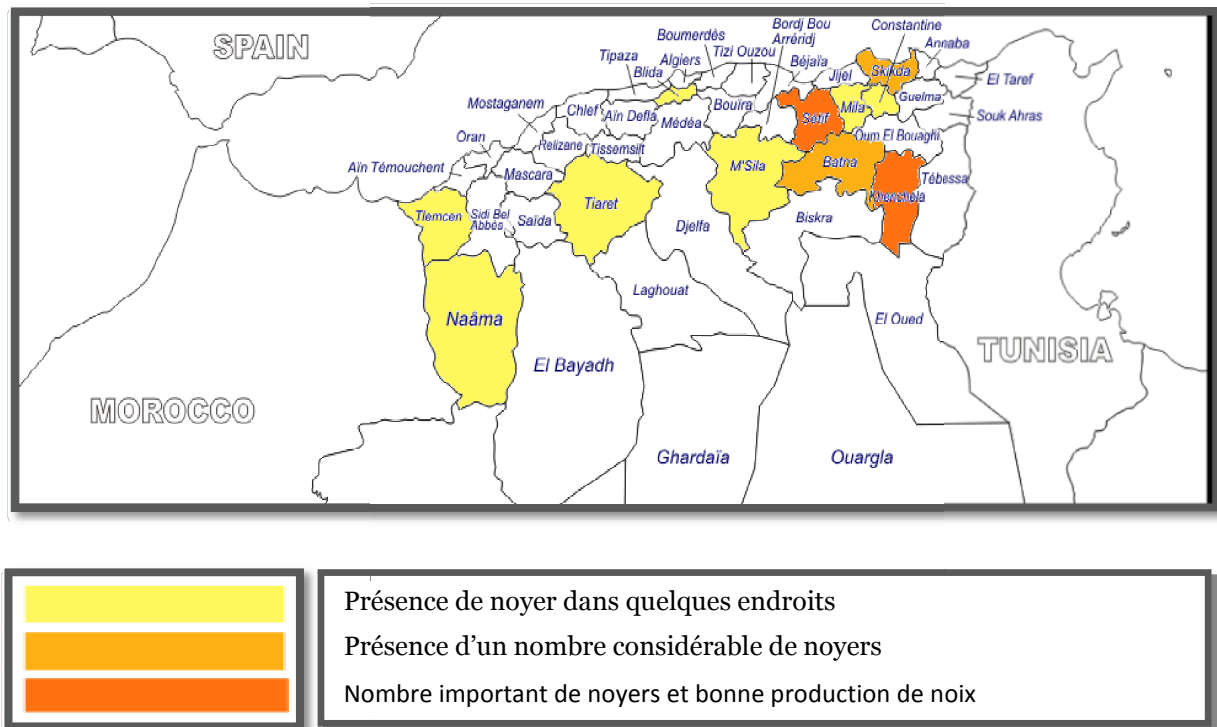 SPAIN
Constantine
Bordj Bou
Arréridj
Boumerdès
Tizi Ouzou
Annaba
Tipaza
Algiers
Béjaïa
Blida
Jijel
Skikda
El Taref
Mostaganem
Chlef
Aïn Defla
Médéa
Bouïra
Sétif
Mila
Guelma
Souk Ahras
Oran
Relizane
Tissemsilt
Oum El Bouaghi
Aïn Témouchent
Mascara
M'Sila
Batna
Tébessa
Tlemcen
Sidi Bel
Abbés
Saïda
Tiaret
Khenchela
Djelfa
Biskra
Laghouat
Naâma
El Oued
TUNISIA
El Bayadh
MOROCCO
Ghardaïa
Ouargla
Présence de noyer dans quelques endroits
Présence d'un nombre considérable de noyers
Nombre important de noyers et bonne production de noix